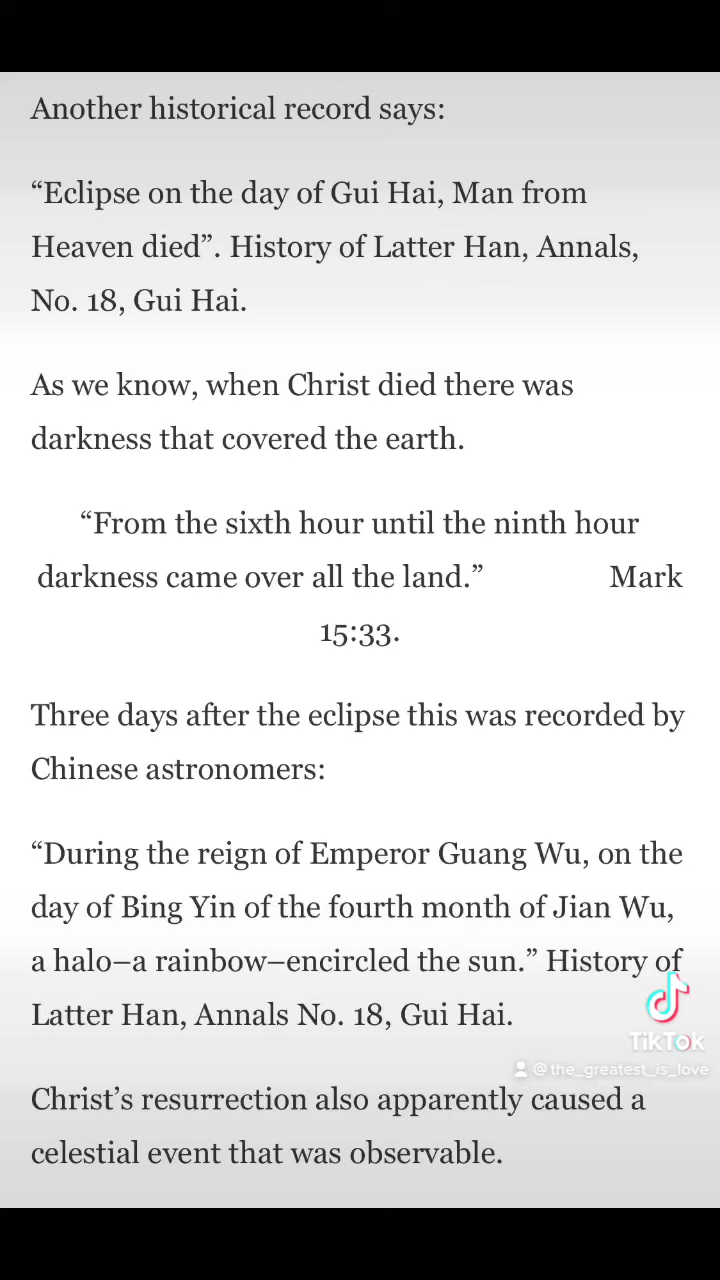 Another historical record says:
“Eclipse on the day of Gui Hai, Man from
Heaven died”. History of Latter Han, Annals,
No. 18, Gui Hai.
As we know, when Christ died there was
darkness that covered the earth.
“From the sixth hour until the ninth hour
darkness came over all the land.” Mark
15:33.
Three days after the eclipse this was recorded by
Chinese astronomers:
“During the reign of Emperor Guang Wu, on the
day of Bing Yin of the fourth month of Jian Wu,
a halo–a rainbow–encircled the sun.” History of
Latter Han, Annals No. 18, Gui Hai.
TikTok
@the_greatest_is_love
Christ’s resurrection also apparently caused a
celestial event that was observable.